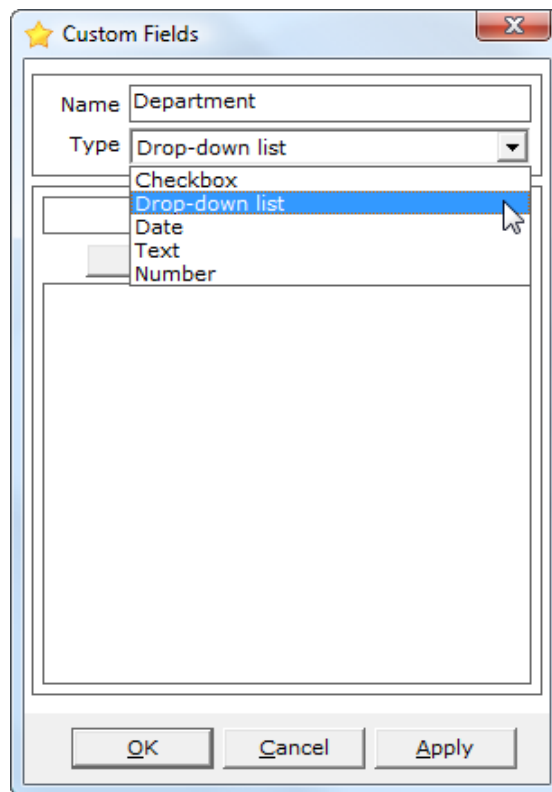 Custom Fields
Name Department
Type Drop-down list
Checkbox
Drop-down list
Date
Text
Number
OK Cancel Apply